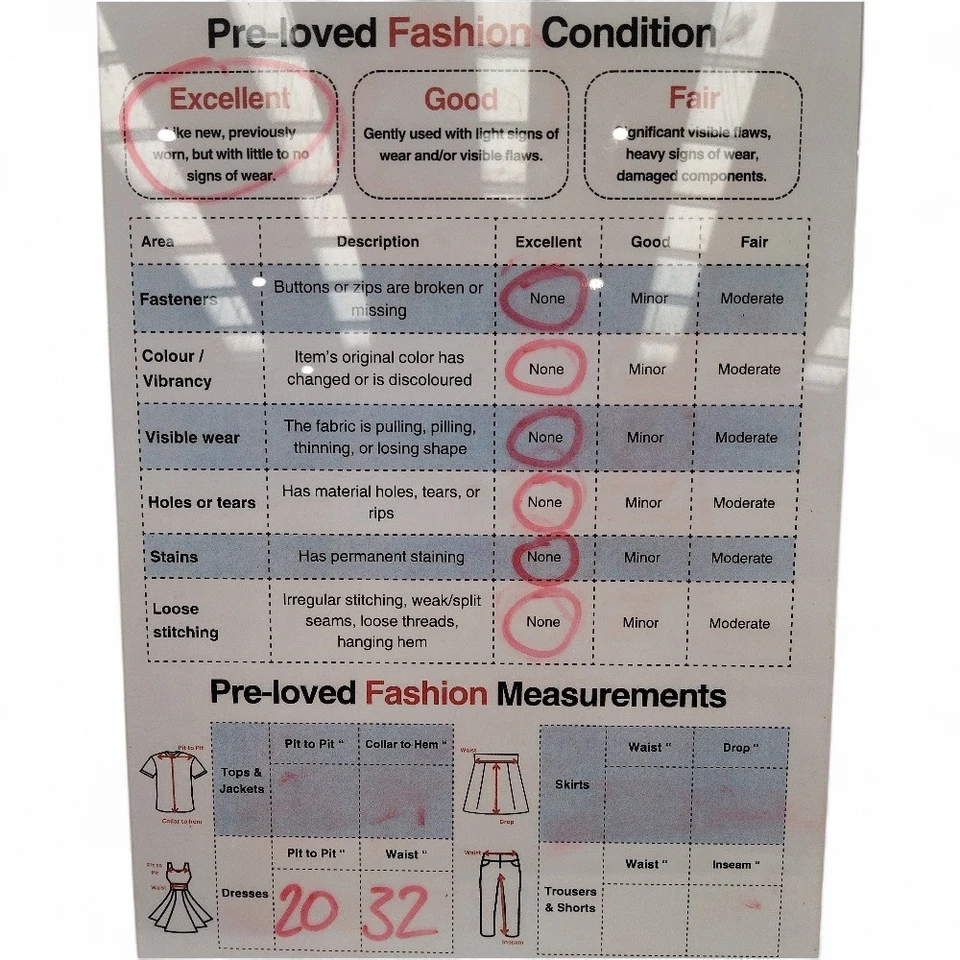 Pre-loved Fashion Condition
Excellent
Like new, previously
worn, but with little to no
signs of wear.
Good
Gently used with light signs of
wear and/or visible flaws.
Fair
Significant visible flaws,
heavy signs of wear,
damaged components.
Area Description Excellent Good Fair
Fasteners
Buttons or zips are broken or
missing
None Minor Moderate
Colour /
Vibrancy
Item's original color has
changed or is discoloured
None Minor Moderate
Visible wear
The fabric is pulling, pilling,
thinning, or losing shape
None Minor Moderate
Holes or tears
Has material holes, tears, or
rips
None Minor Moderate
Stains Has permanent staining None Minor Moderate
Loose
stitching
Irregular stitching, weak/split
seams, loose threads,
hanging hem
None Minor Moderate
Pre-loved Fashion Measurements
Pit to Pit
Collar to hem
Tops &
Jackets
Pit to Pit " Collar to Hem "
Waist
Drop
Skirts
Waist " Drop "
Pit to
Pit
Waist
Dresses
Pit to Pit " Waist "
20 32
Waist
Inseam
Trousers
& Shorts
Waist " Inseam "